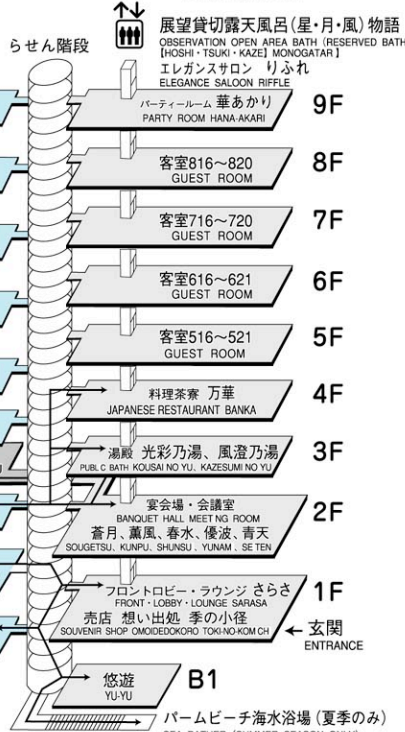 展望貸切露天風呂(星・月・風)物語
OBSERVATION OPEN AREA BATH (RESERVED BATH)
【HOSHI・TSUKI・KAZE】MONOGATARI
らせん階段
エレガンスサロン りふれ
ELEGANCE SALOON RIFFLE
パーティールーム 華あかり
PARTY ROOM HANA-AKARI
9F
客室816〜820
GUEST ROOM
8F
客室716〜720
GUEST ROOM
7F
客室616〜621
GUEST ROOM
6F
客室516〜521
GUEST ROOM
5F
料理茶寮 万華
JAPANESE RESTAURANT BANKA
4F
湯殿 光彩乃湯、風澄乃湯
PUBLC BATH KOUSAI NO YU, KAZESUMI NO YU
3F
宴会場・会議室
BANQUET HALL MEETNG ROOM
蒼月、薫風、春水、優波、青天
SOUGETSU, KUNPU, SHUNSU, YUNAM, SETEN
2F
フロントロビー・ラウンジ さらさ
FRONT・LOBBY・LOUNGE SARASA
売店 想い出処 季の小径
SOUVENIR SHOP OMOIDEDOKORO TOKI-NO-KOMCH
1F
玄関
ENTRANCE
悠遊
YU-YU
B1
パームビーチ海水浴場(夏季のみ)